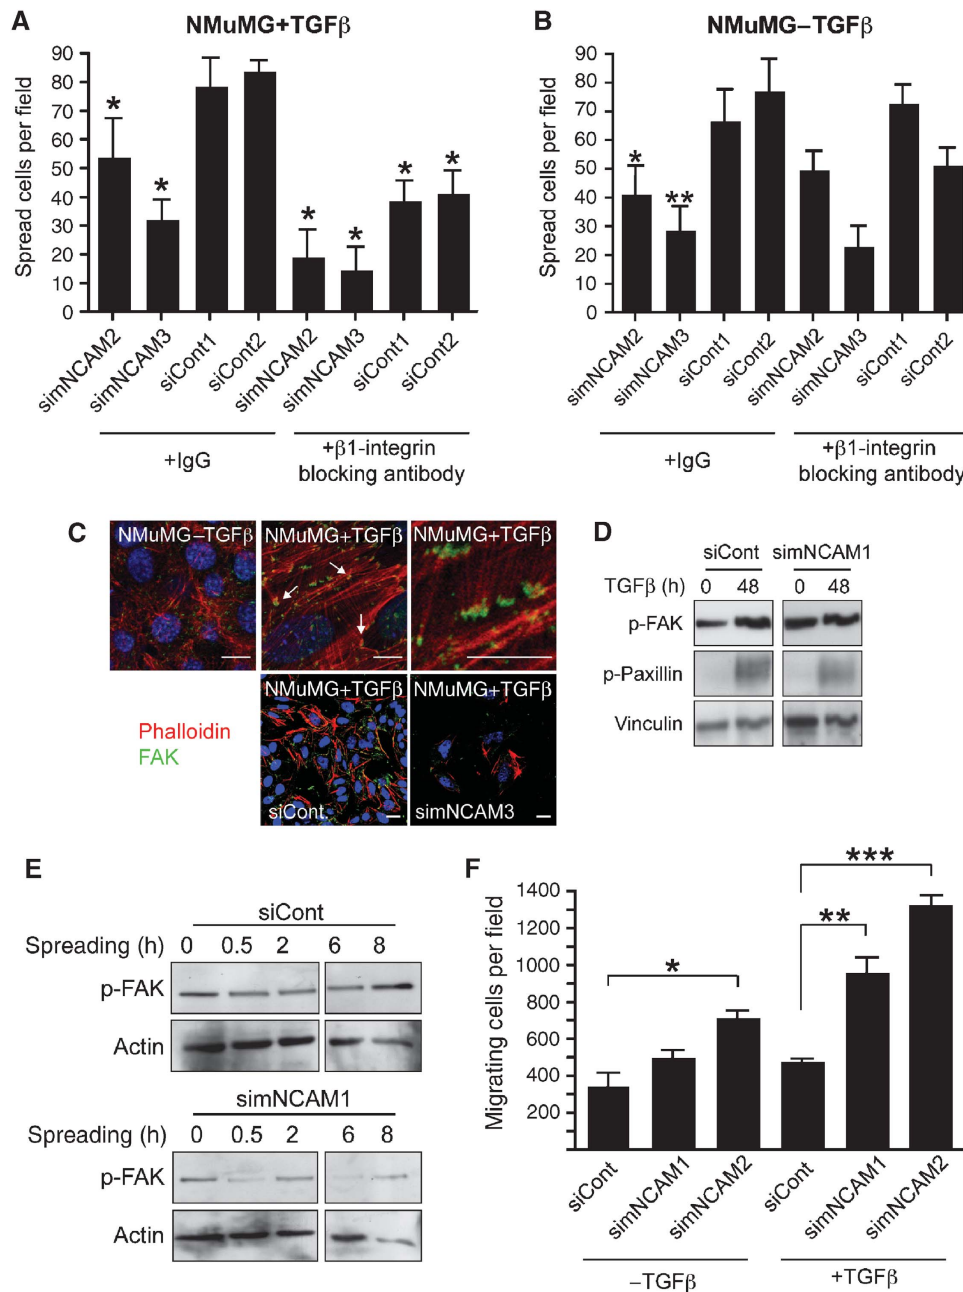 A
NMuMG+TGFβ
Spread cells per field
90
80
70
60
50
40
30
20
10
0
*
*
*
*
*
*
simNCAM2
simNCAM3
siCont1
siCont2
simNCAM2
simNCAM3
siCont1
siCont2
+IgG
+β1-integrin
blocking antibody
B
NMuMG–TGFβ
Spread cells per field
90
80
70
60
50
40
30
20
10
0
*
**
simNCAM2
simNCAM3
siCont1
siCont2
simNCAM2
simNCAM3
siCont1
siCont2
+IgG
+β1-integrin
blocking antibody
C
NMuMG–TGFβ
NMuMG+TGFβ
NMuMG+TGFβ
NMuMG+TGFβ
NMuMG+TGFβ
Phalloidin
FAK
siCont.
simNCAM3
D
siCont simNCAM1
TGFβ (h) 0 48 0 48
p-FAK
p-Paxillin
Vinculin
E
siCont
Spreading (h) 0 0.5 2 6 8
p-FAK
Actin
simNCAM1
Spreading (h) 0 0.5 2 6 8
p-FAK
Actin
F
Migrating cells per field
1400
1200
1000
800
600
400
200
*
**
***
siCont
simNCAM1
simNCAM2
siCont
simNCAM1
simNCAM2
–TGFβ
+TGFβ